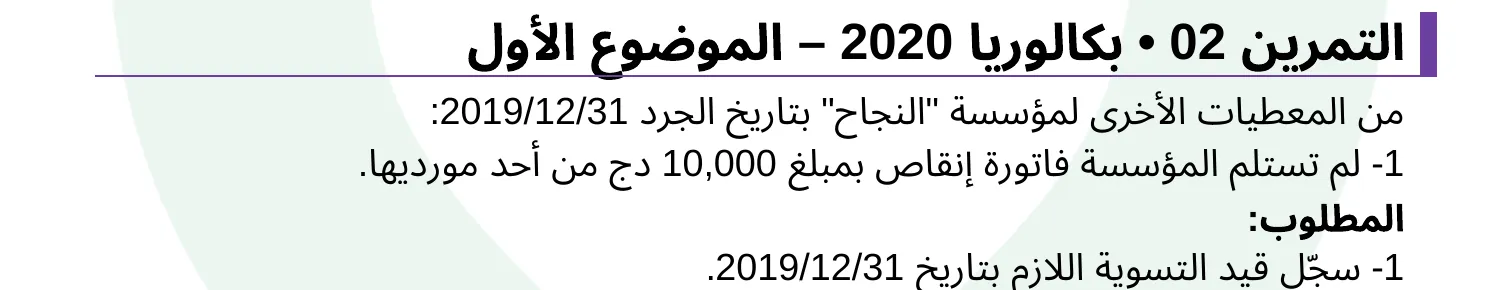 التمرين 02 • بكالوريا 2020 – الموضوع الأول
من المعطيات الأخرى لمؤسسة "النجاح" بتاريخ الجرد 2019/12/31:
1- لم تستلم المؤسسة فاتورة إنقاص بمبلغ 10,000 دج من أحد مورديها.
المطلوب:
1- سجّل قيد التسوية اللازم بتاريخ 2019/12/31.